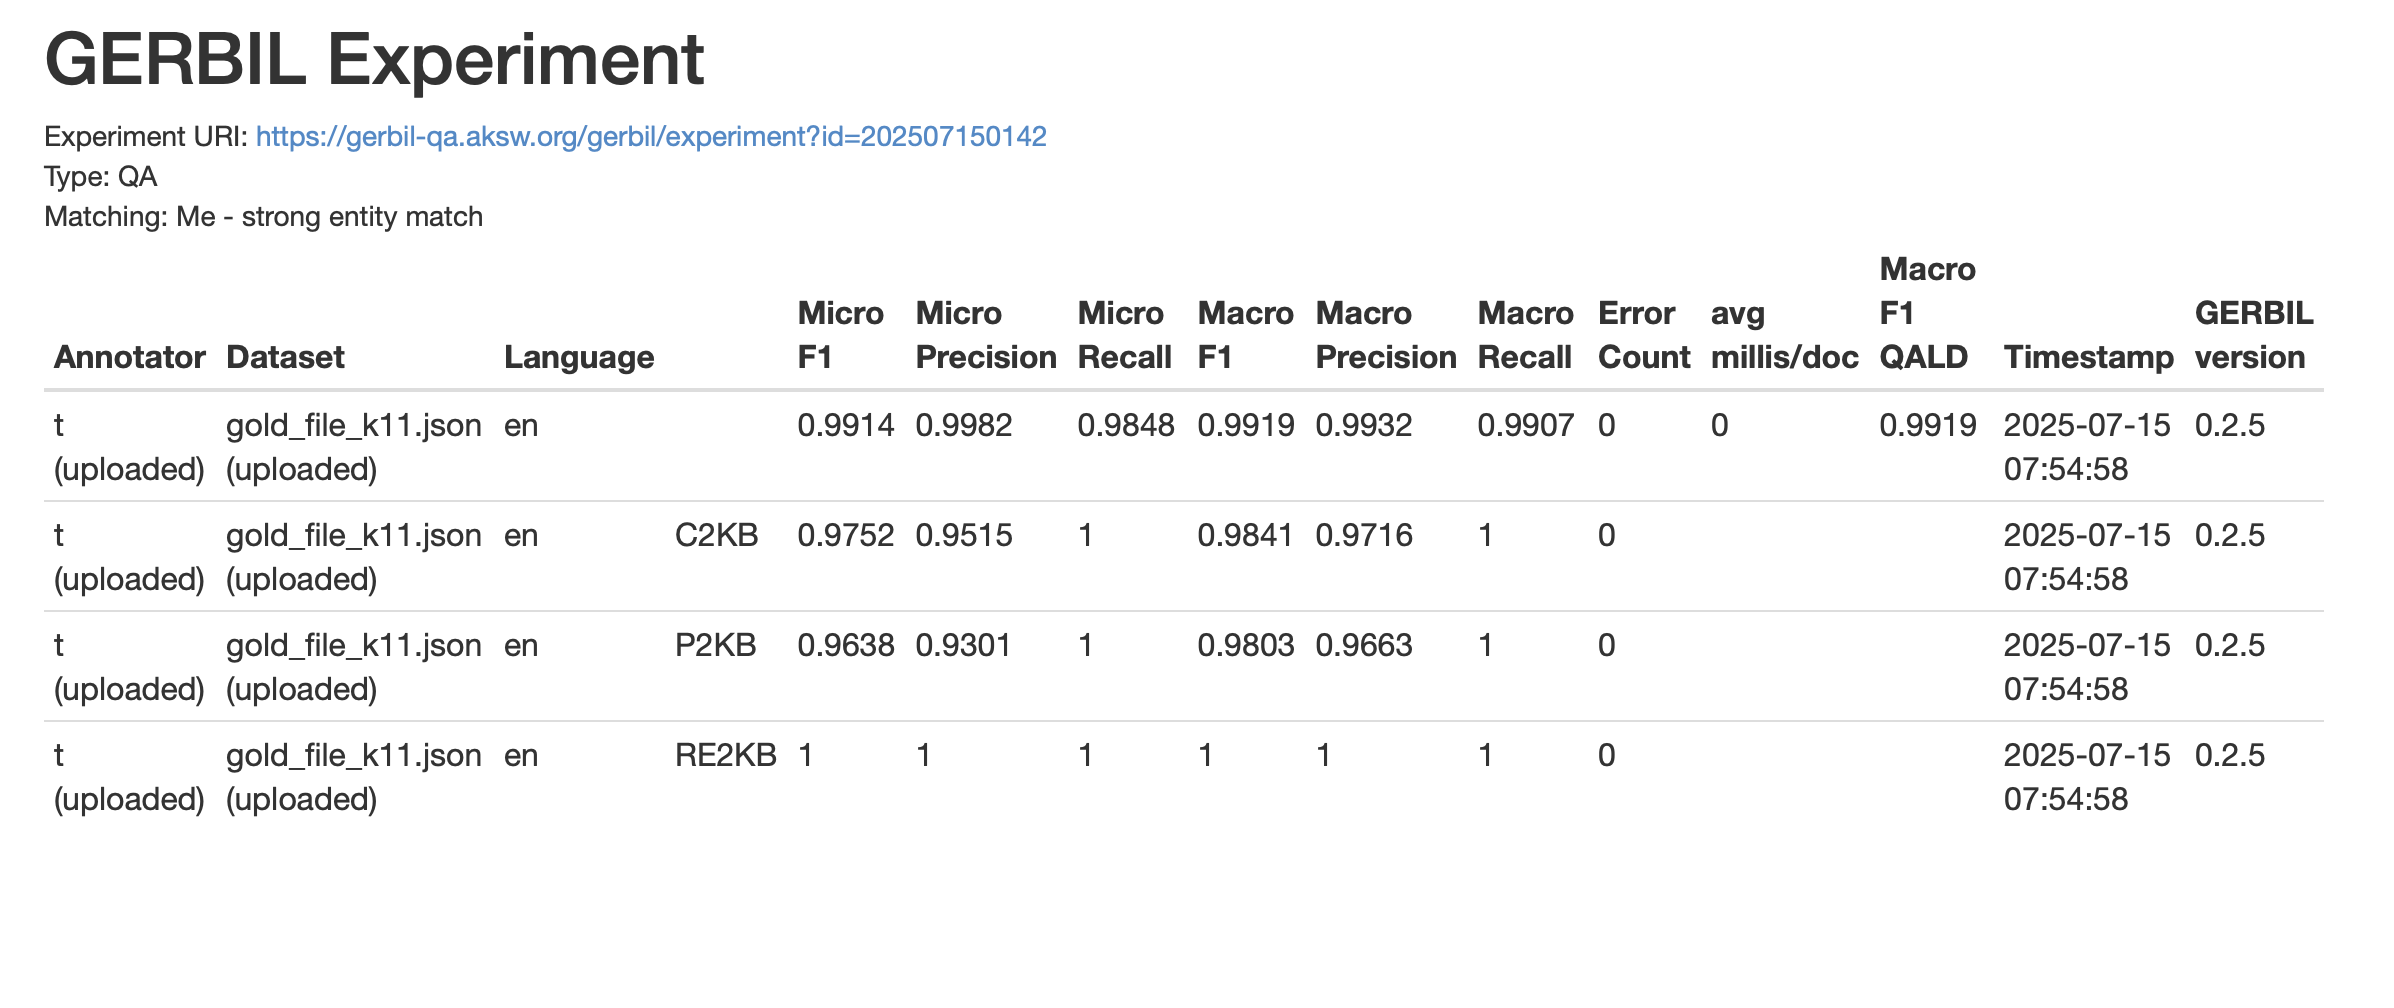 GERBIL Experiment
Experiment URI: https://gerbil-qa.aksw.org/gerbil/experiment?id=202507150142
Type: QA
Matching: Me - strong entity match
Annotator Dataset Language Micro F1 Micro Precision Micro Recall Macro F1 Macro Precision Macro Recall Error Count avg millis/doc Macro F1 QALD Timestamp GERBIL version
t gold_file_k11.json en 0.9914 0.9982 0.9848 0.9919 0.9932 0.9907 0 0 0.9919 2025-07-15 0.2.5
(uploaded) (uploaded) 07:54:58
t gold_file_k11.json en C2KB 0.9752 0.9515 1 0.9841 0.9716 1 0 2025-07-15 0.2.5
(uploaded) (uploaded) 07:54:58
t gold_file_k11.json en P2KB 0.9638 0.9301 1 0.9803 0.9663 1 0 2025-07-15 0.2.5
(uploaded) (uploaded) 07:54:58
t gold_file_k11.json en RE2KB 1 1 1 1 1 1 0 2025-07-15 0.2.5
(uploaded) (uploaded) 07:54:58